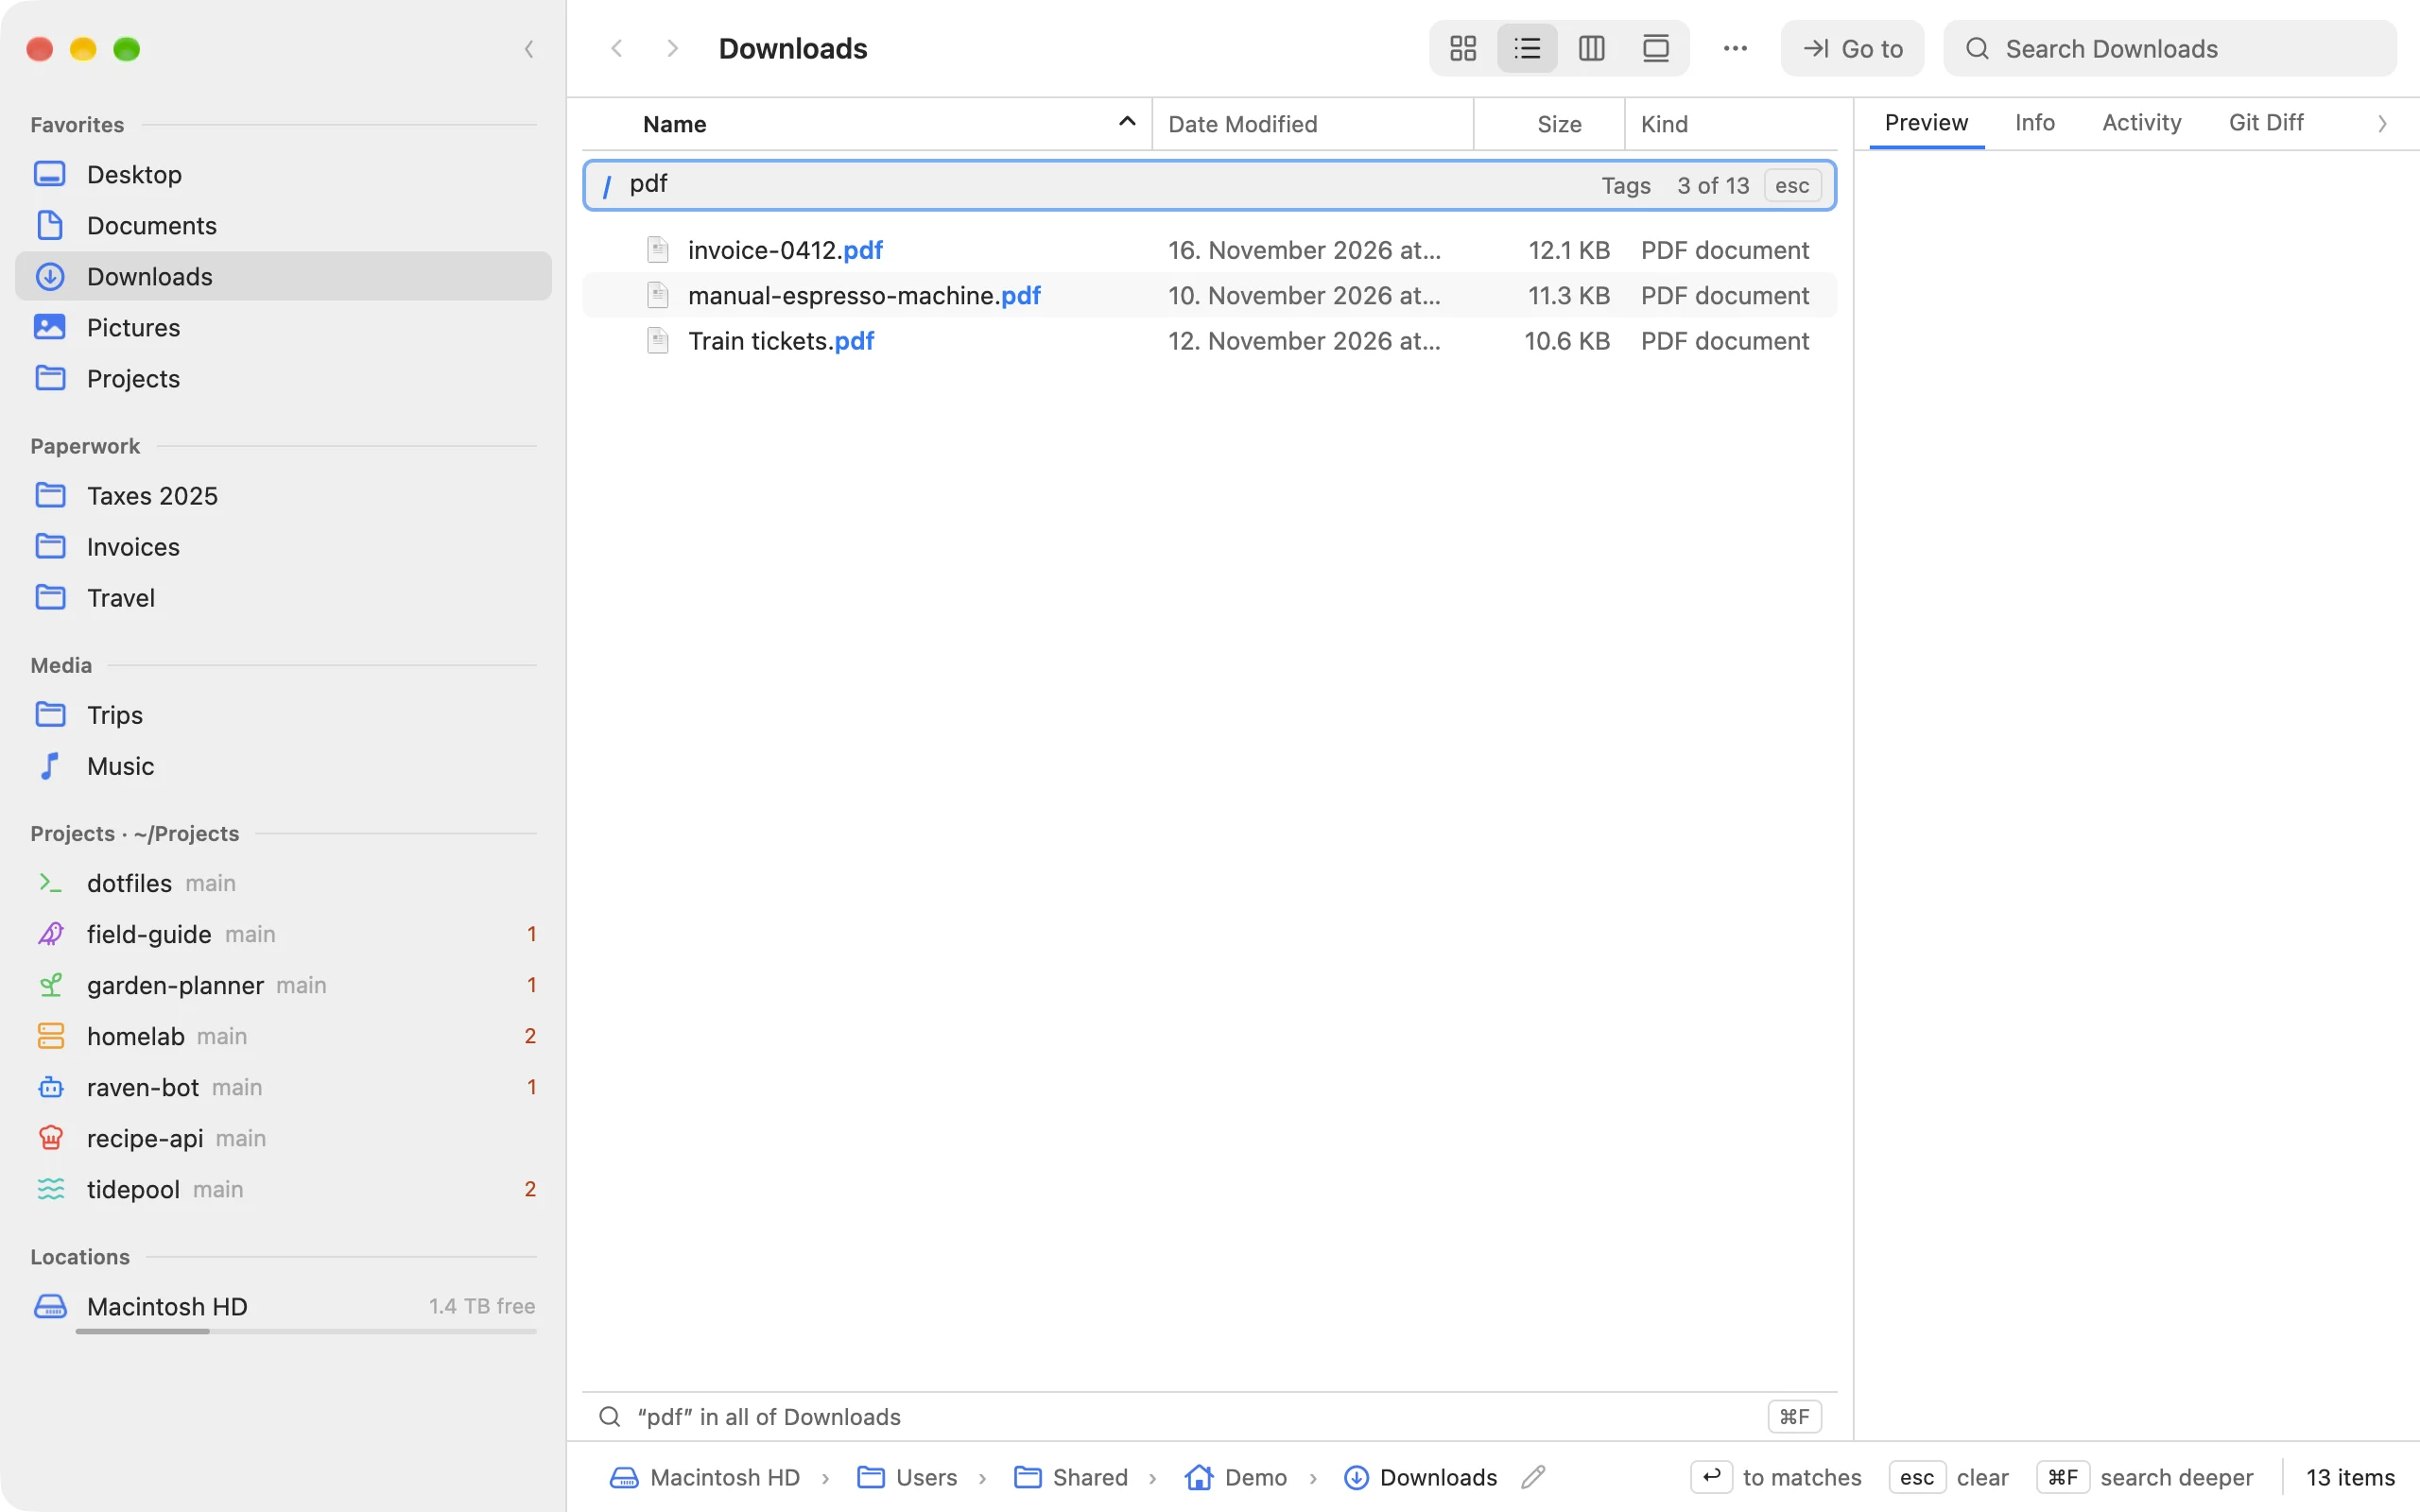 Favorites
Desktop
Documents
Downloads
Pictures
Projects
Paperwork
Taxes 2025
Invoices
Travel
Media
Trips
Music
Projects · ~/Projects
dotfiles main
field-guide main 1
garden-planner main 1
homelab main 2
raven-bot main 1
recipe-api main
tidepool main 2
Locations
Macintosh HD 1.4 TB free
Downloads
Go to
Search Downloads
Name Date Modified Size Kind
/ pdf Tags 3 of 13 esc
invoice-0412.pdf 16. November 2026 at... 12.1 KB PDF document
manual-espresso-machine.pdf 10. November 2026 at... 11.3 KB PDF document
Train tickets.pdf 12. November 2026 at... 10.6 KB PDF document
Preview Info Activity Git Diff
“pdf” in all of Downloads ⌘F
Macintosh HD › Users › Shared › Demo › Downloads
↩ to matches esc clear ⌘F search deeper 13 items